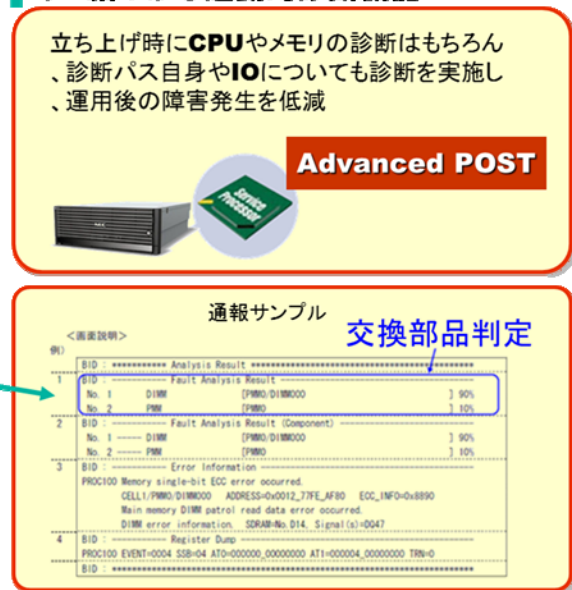 立ち上げ時にCPUやメモリの診断はもちろん
、診断パス自身やIOについても診断を実施し
、運用後の障害発生を低減
Advanced POST
NEC
Service
Processor
通報サンプル
<画面説明>
交換部品判定
例)
BID : *********** Analysis Result ***********************************************
1 BID : ----------- Fault Analysis Result -----------------------------------------
No. 1 DIMM [PMM0/DIMM000 ] 90%
No. 2 PMM [PMM0 ] 10%
2 BID : ----------- Fault Analysis Result (Component) -----------------------------
No. 1 ---- DIMM [PMM0/DIMM000 ] 90%
No. 2 ---- PMM [PMM0 ] 10%
3 BID : ----------- Error Information ---------------------------------------------
PROC100 Memory single-bit ECC error occurred.
CELL1/PMM0/DIMM000 ADDRESS=0x0012_77FE_AF80 ECC_INFO=0x8890
Main memory DIMM patrol read data error occurred.
DIMM error information. SDRAM=No.D14, Signal(s)=DQ47
4 BID : ----------- Register Dump -------------------------------------------------
PROC100 EVENT=0004 SSB=04 AT0=000000_00000000 AT1=000004_00000000 TRN=0
BID : ***************************************************************************